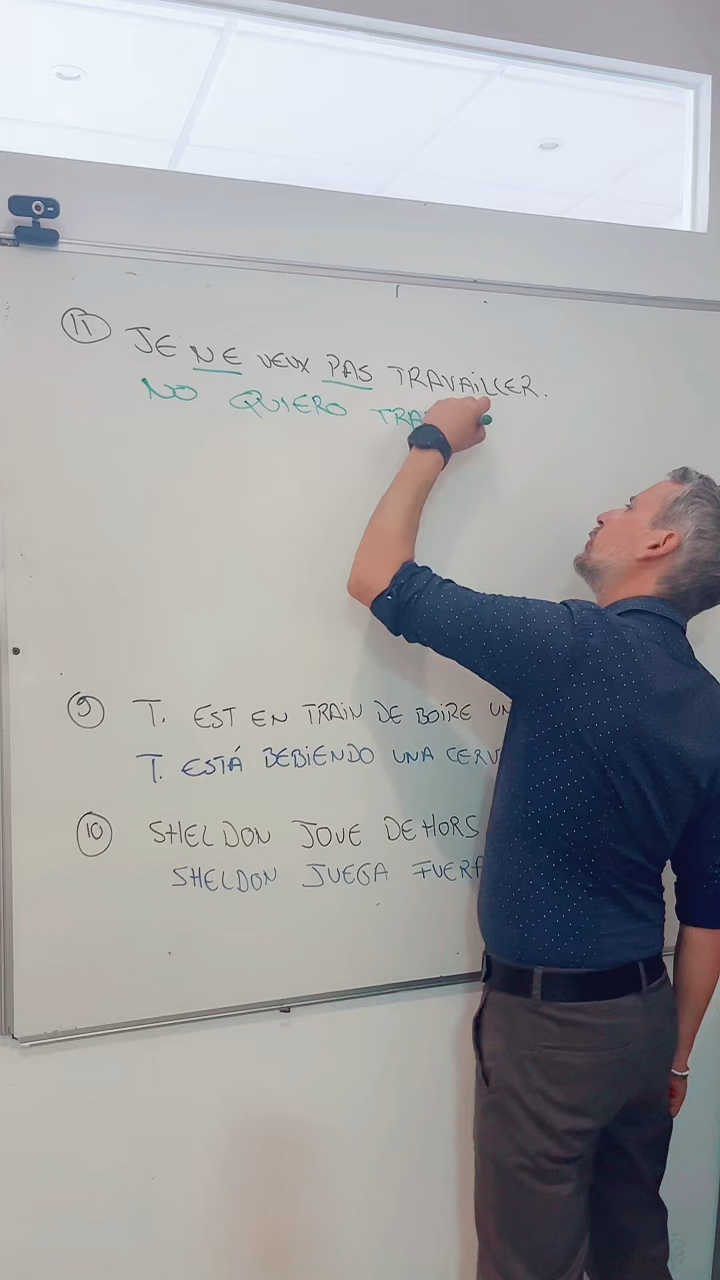 11 JE NE VEUX PAS TRAVAILLER.
NO QUIERO TRA
9 T. EST EN TRAIN DE BOIRE UN
T. ESTÁ BEBIENDO UNA CERV
10 SHELDON JOUE DEHORS
SHELDON JUEGA FUERA